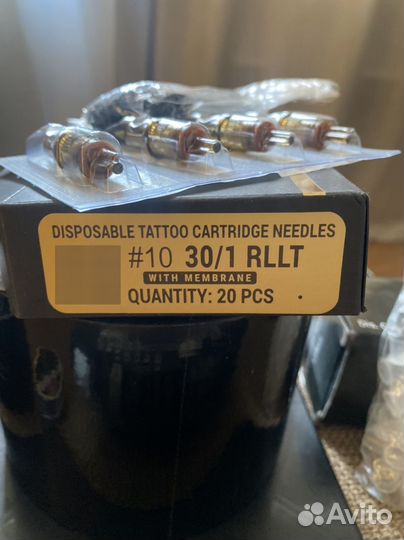 DISPOSABLE TATTOO CARTRIDGE NEEDLES
#10 30/1 RLLT
WITH MEMBRANE
QUANTITY: 20 PCS
Avito